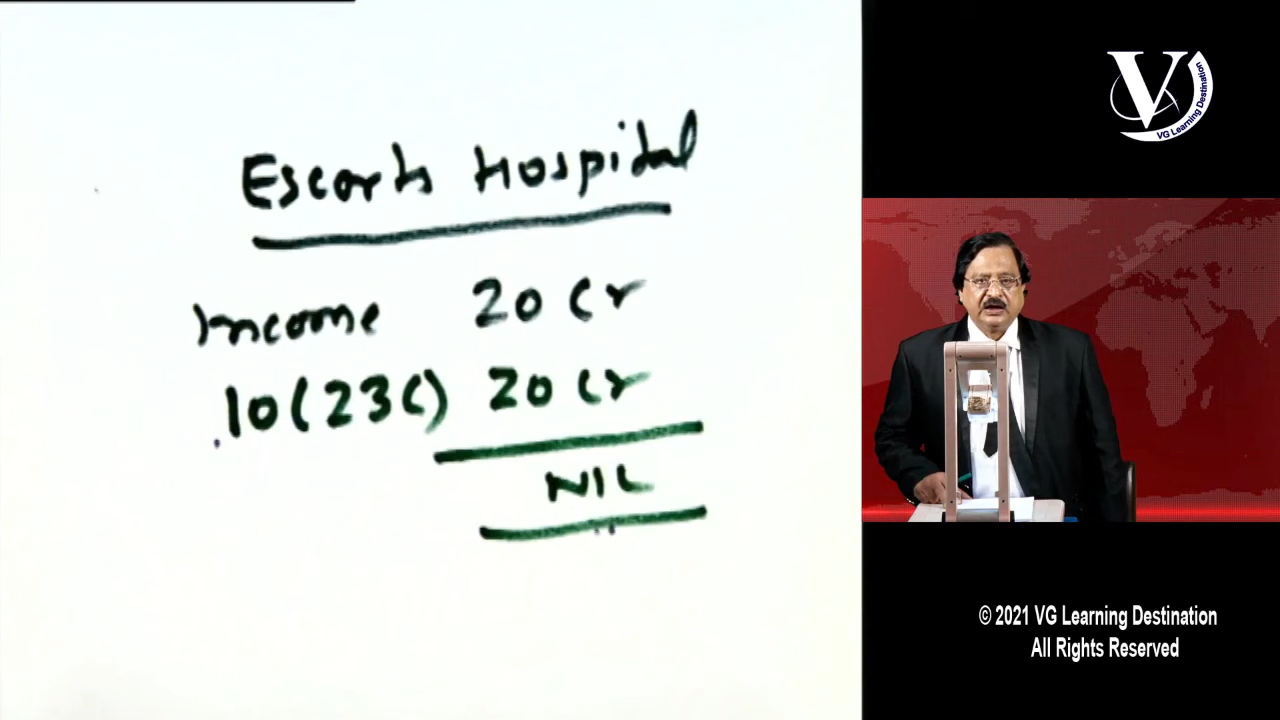 Escorts Hospital
Income 20 Cr
10(23C) 20 Cr
NIL
V
VG Learning Destination
© 2021 VG Learning Destination
All Rights Reserved